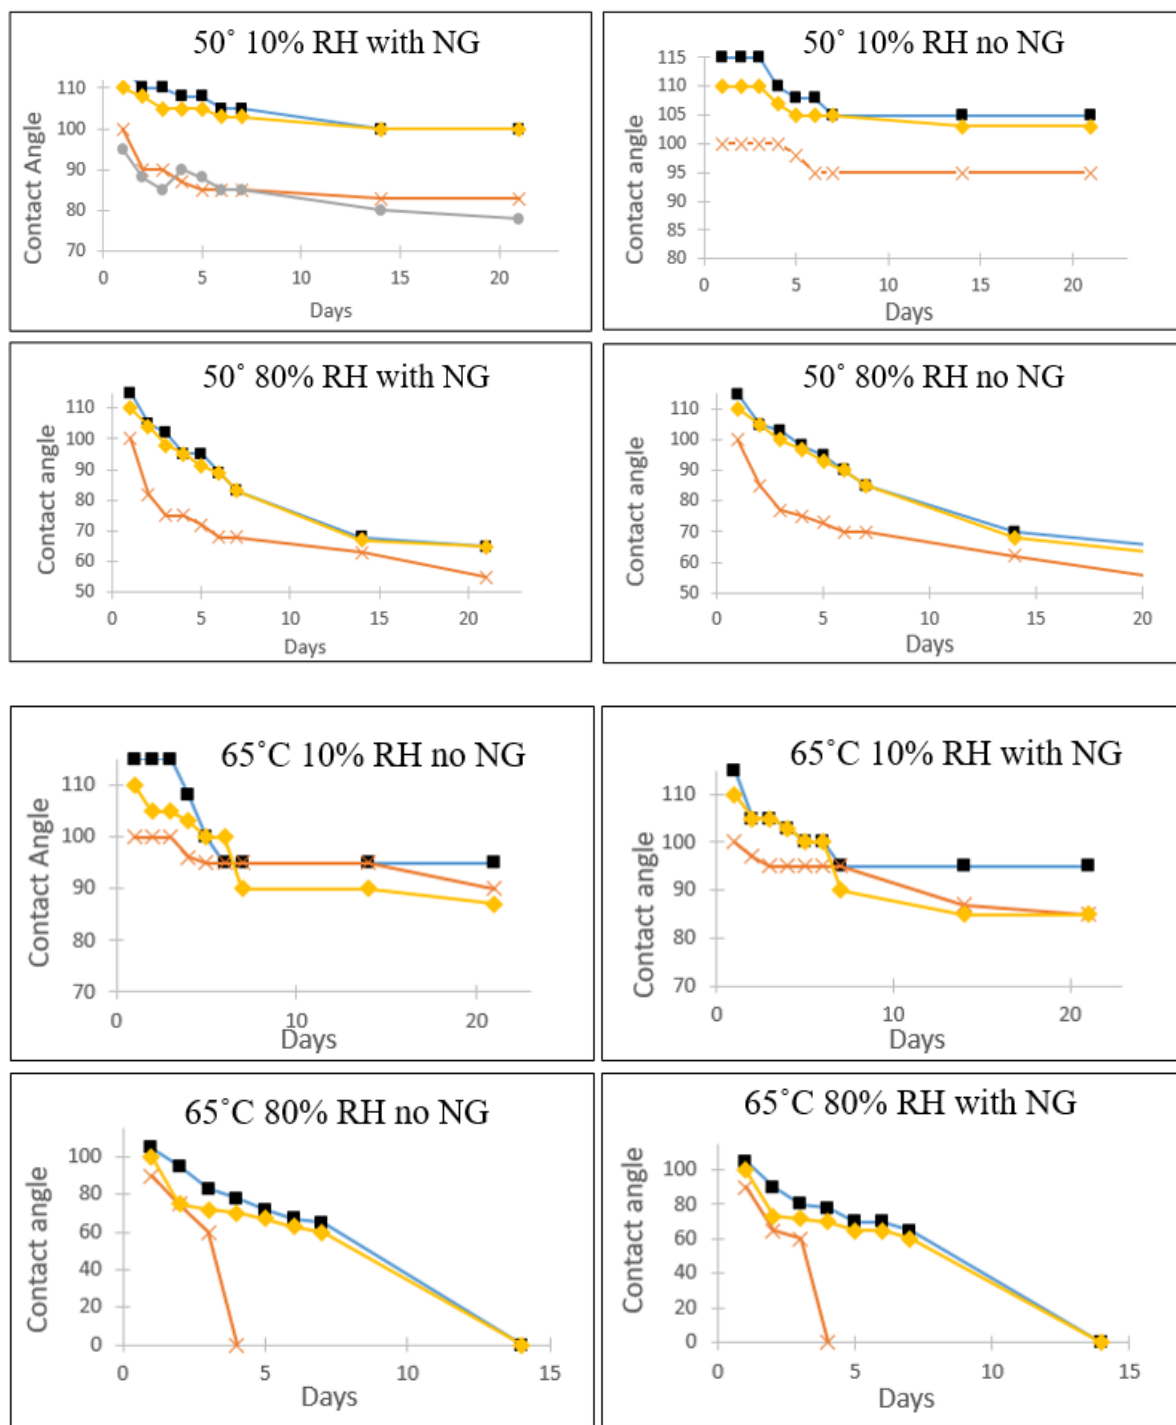 50˚ 10% RH with NG
Contact Angle
110
100
90
80
70
0 5 10 15 20
Days
50˚ 10% RH no NG
Contact angle
115
110
105
100
95
90
85
80
0 5 10 15 20
Days
50˚ 80% RH with NG
Contact angle
110
100
90
80
70
60
50
0 5 10 15 20
Days
50˚ 80% RH no NG
Contact angle
110
100
90
80
70
60
50
0 5 10 15 20
Days
65˚C 10% RH no NG
Contact Angle
110
100
90
80
70
0 10 20
Days
65˚C 10% RH with NG
Contact angle
110
100
90
80
70
0 10 20
Days
65˚C 80% RH no NG
Contact angle
100
80
60
40
20
0
0 5 10 15
Days
65˚C 80% RH with NG
Contact angle
100
80
60
40
20
0
0 5 10 15
Days